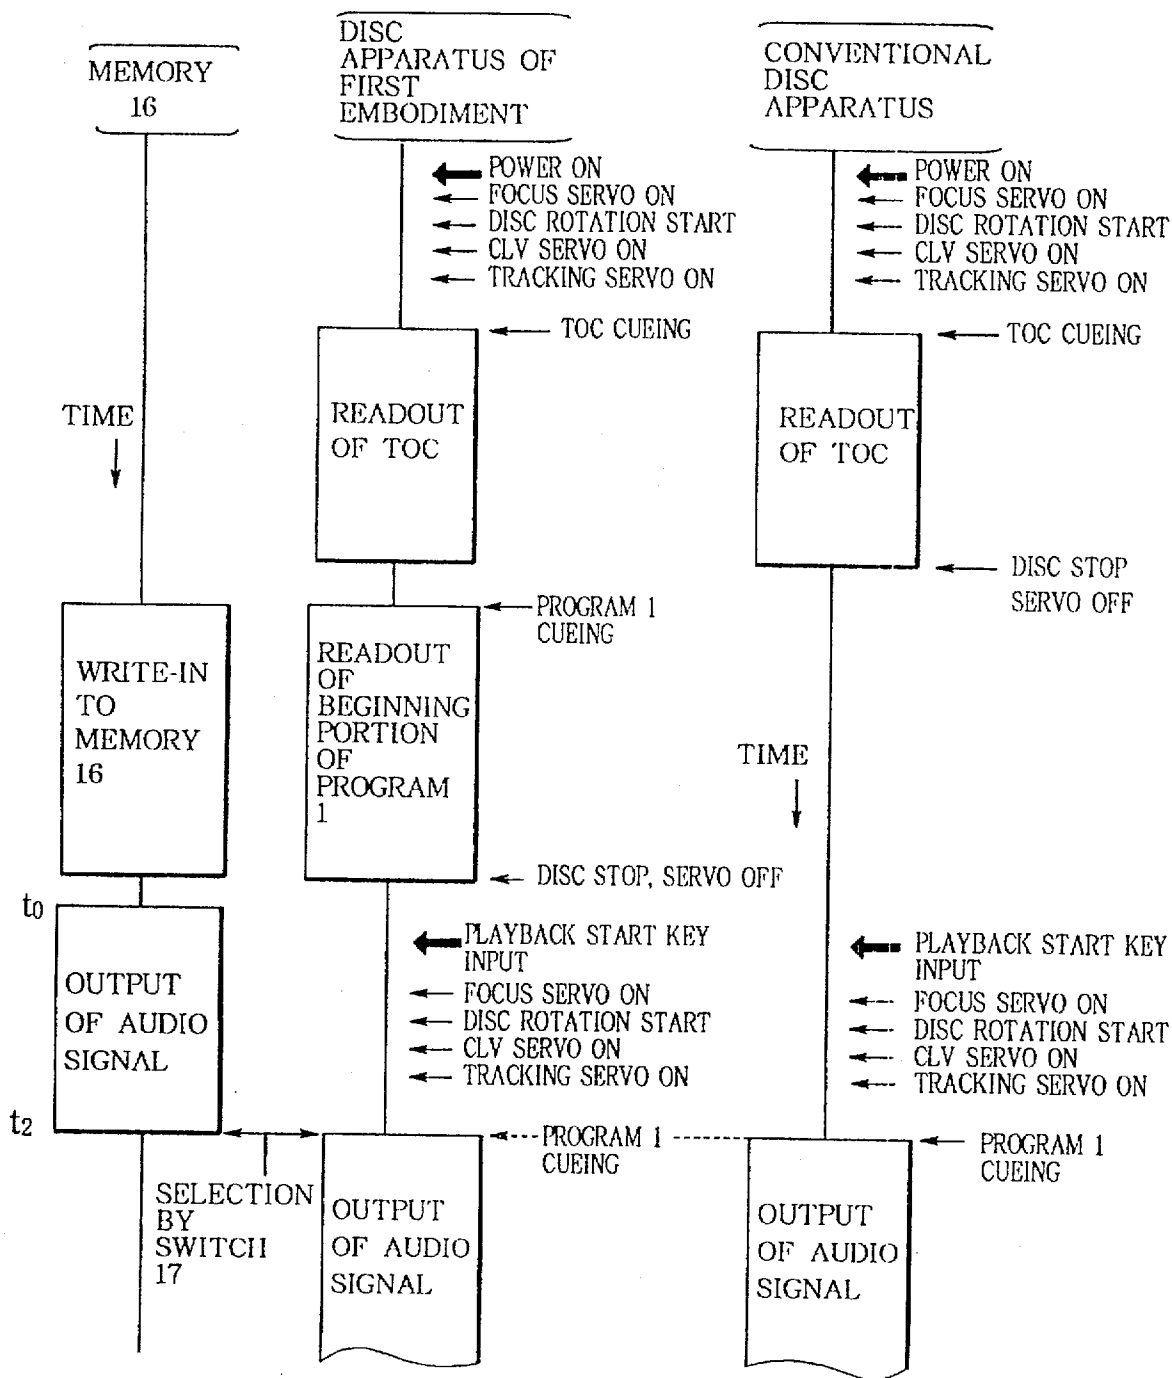 MEMORY
16
DISC
APPARATUS OF
FIRST
EMBODIMENT
CONVENTIONAL
DISC
APPARATUS
POWER ON
FOCUS SERVO ON
DISC ROTATION START
CLV SERVO ON
TRACKING SERVO ON
POWER ON
FOCUS SERVO ON
DISC ROTATION START
CLV SERVO ON
TRACKING SERVO ON
TOC CUEING
TOC CUEING
TIME
READOUT
OF TOC
READOUT
OF TOC
DISC STOP
SERVO OFF
PROGRAM 1
CUEING
WRITE-IN
TO
MEMORY
16
READOUT
OF
BEGINNING
PORTION
OF
PROGRAM
1
TIME
DISC STOP, SERVO OFF
t0
OUTPUT
OF AUDIO
SIGNAL
PLAYBACK START KEY
INPUT
FOCUS SERVO ON
DISC ROTATION START
CLV SERVO ON
TRACKING SERVO ON
PLAYBACK START KEY
INPUT
FOCUS SERVO ON
DISC ROTATION START
CLV SERVO ON
TRACKING SERVO ON
t2
PROGRAM 1
CUEING
PROGRAM 1
CUEING
SELECTION
BY
SWITCH
17
OUTPUT
OF AUDIO
SIGNAL
OUTPUT
OF AUDIO
SIGNAL